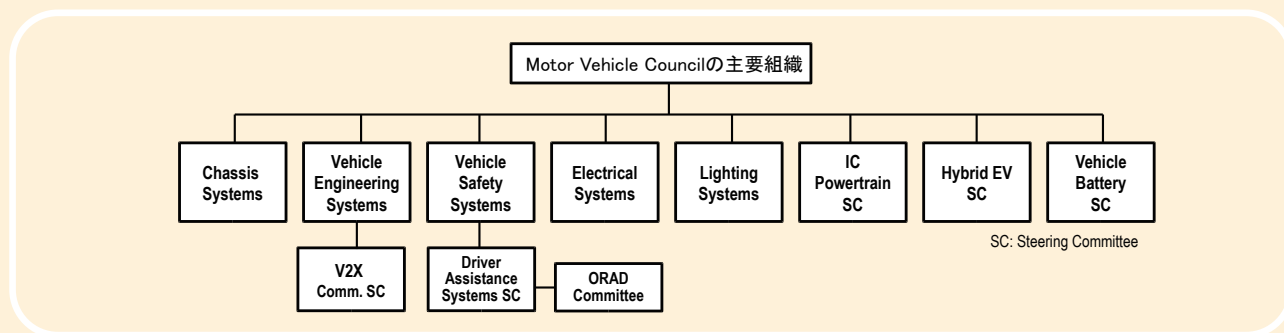 Motor Vehicle Councilの主要組織
Chassis
Systems
Vehicle
Engineering
Systems
Vehicle
Safety
Systems
Electrical
Systems
Lighting
Systems
IC
Powertrain
SC
Hybrid EV
SC
Vehicle
Battery
SC
SC: Steering Committee
V2X
Comm. SC
Driver
Assistance
Systems SC
ORAD
Committee